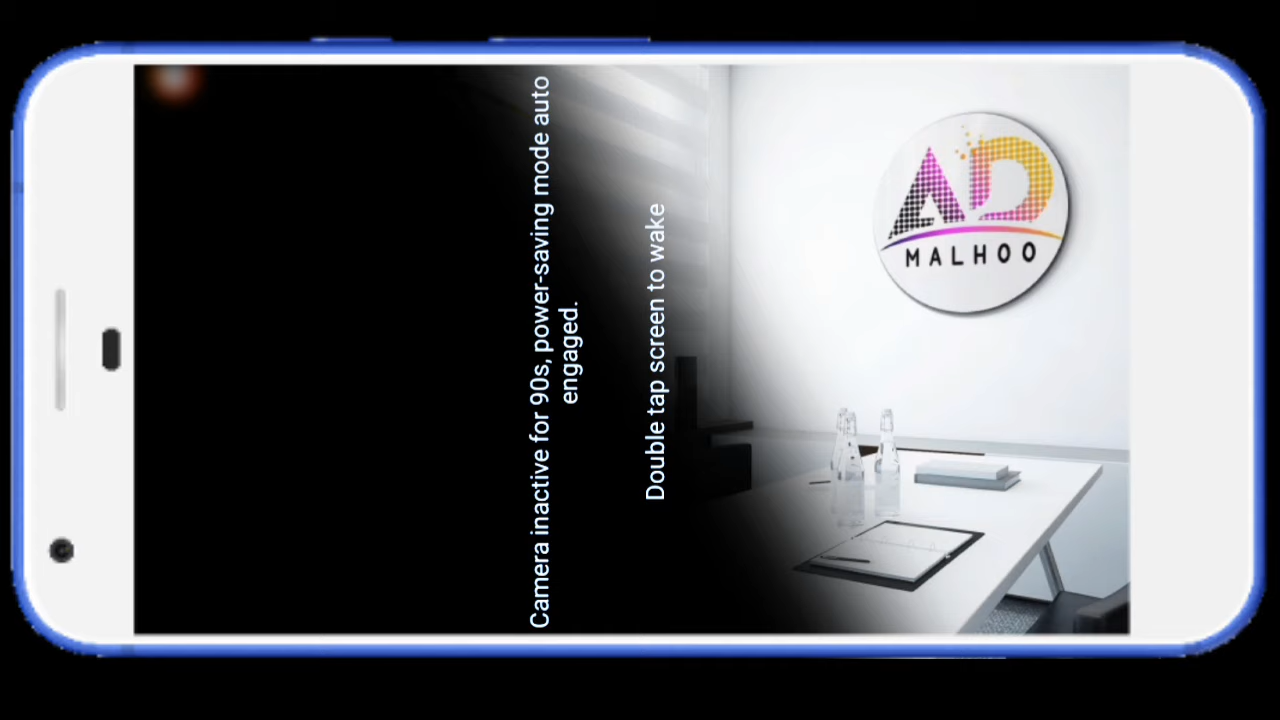 Camera inactive for 90s, power-saving mode auto
engaged.
Double tap screen to wake
AD
MALHOO